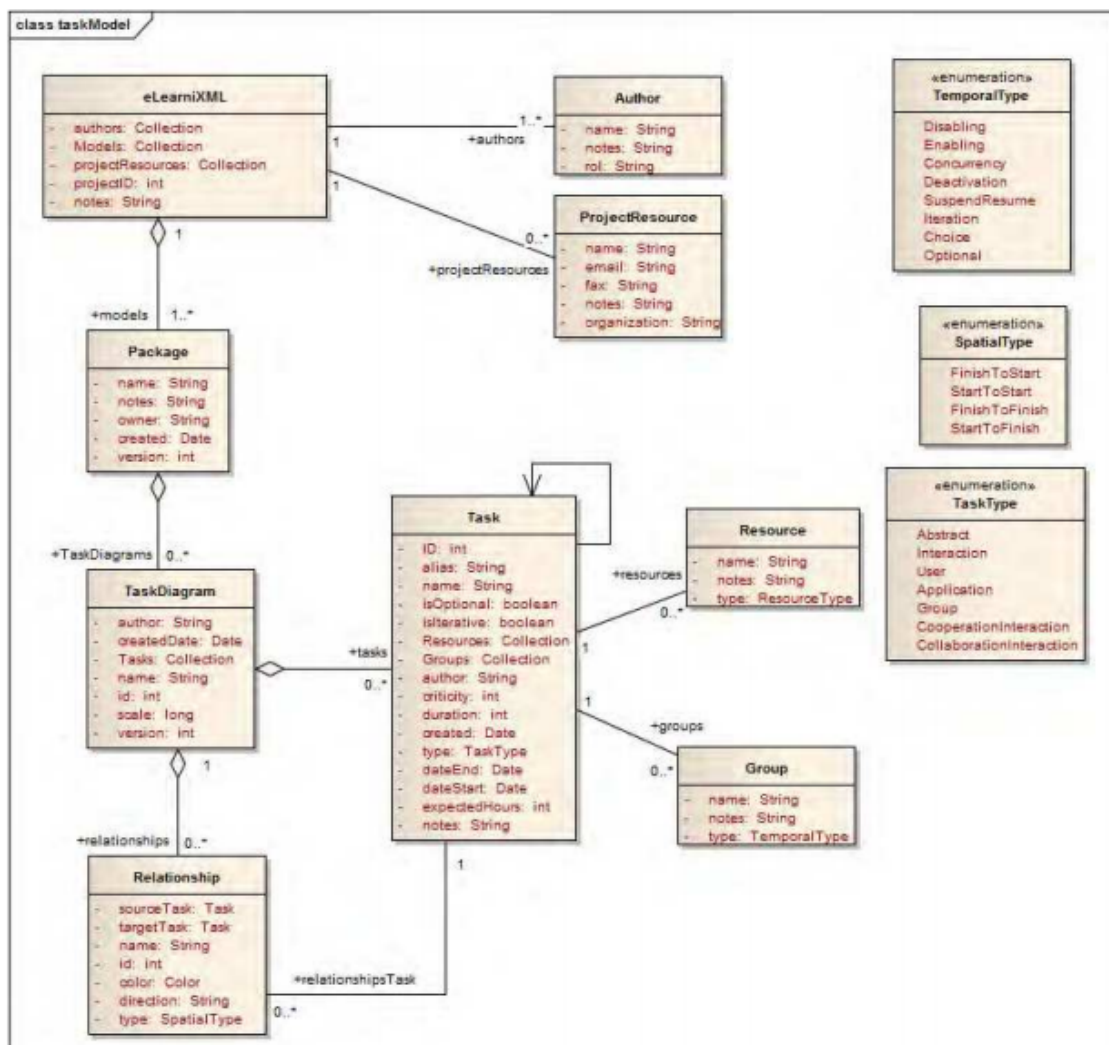 class taskModel
eLearniXML
- authors: Collection
- Models: Collection
- projectResources: Collection
- projectID: int
- notes: String
1
1
1
1..*
+authors
Author
- name: String
- notes: String
- rol: String
0..*
+projectResources
ProjectResource
- name: String
- email: String
- fax: String
- notes: String
- organization: String
«enumeration»
TemporalType
Disabling
Enabling
Concurrency
Deactivation
SuspendResume
Iteration
Choice
Optional
«enumeration»
SpatialType
FinishToStart
StartToStart
FinishToFinish
StartToFinish
«enumeration»
TaskType
Abstract
Interaction
User
Application
Group
CooperationInteraction
CollaborationInteraction
+models
1..*
Package
- name: String
- notes: String
- owner: String
- created: Date
- version: int
+TaskDiagrams
0..*
TaskDiagram
- author: String
- createdDate: Date
- Tasks: Collection
- name: String
- id: int
- scale: long
- version: int
+tasks
0..*
1
Task
- ID: int
- alias: String
- name: String
- isOptional: boolean
- isIterative: boolean
- Resources: Collection
- Groups: Collection
- author: String
- criticity: int
- duration: int
- created: Date
- type: TaskType
- dateEnd: Date
- dateStart: Date
- expectedHours: int
- notes: String
+resources
0..*
1
Resource
- name: String
- notes: String
- type: ResourceType
1
+groups
0..*
Group
- name: String
- notes: String
- type: TemporalType
+relationships
0..*
Relationship
- sourceTask: Task
- targetTask: Task
- name: String
- id: int
- color: Color
- direction: String
- type: SpatialType
1
+relationshipsTask
0..*